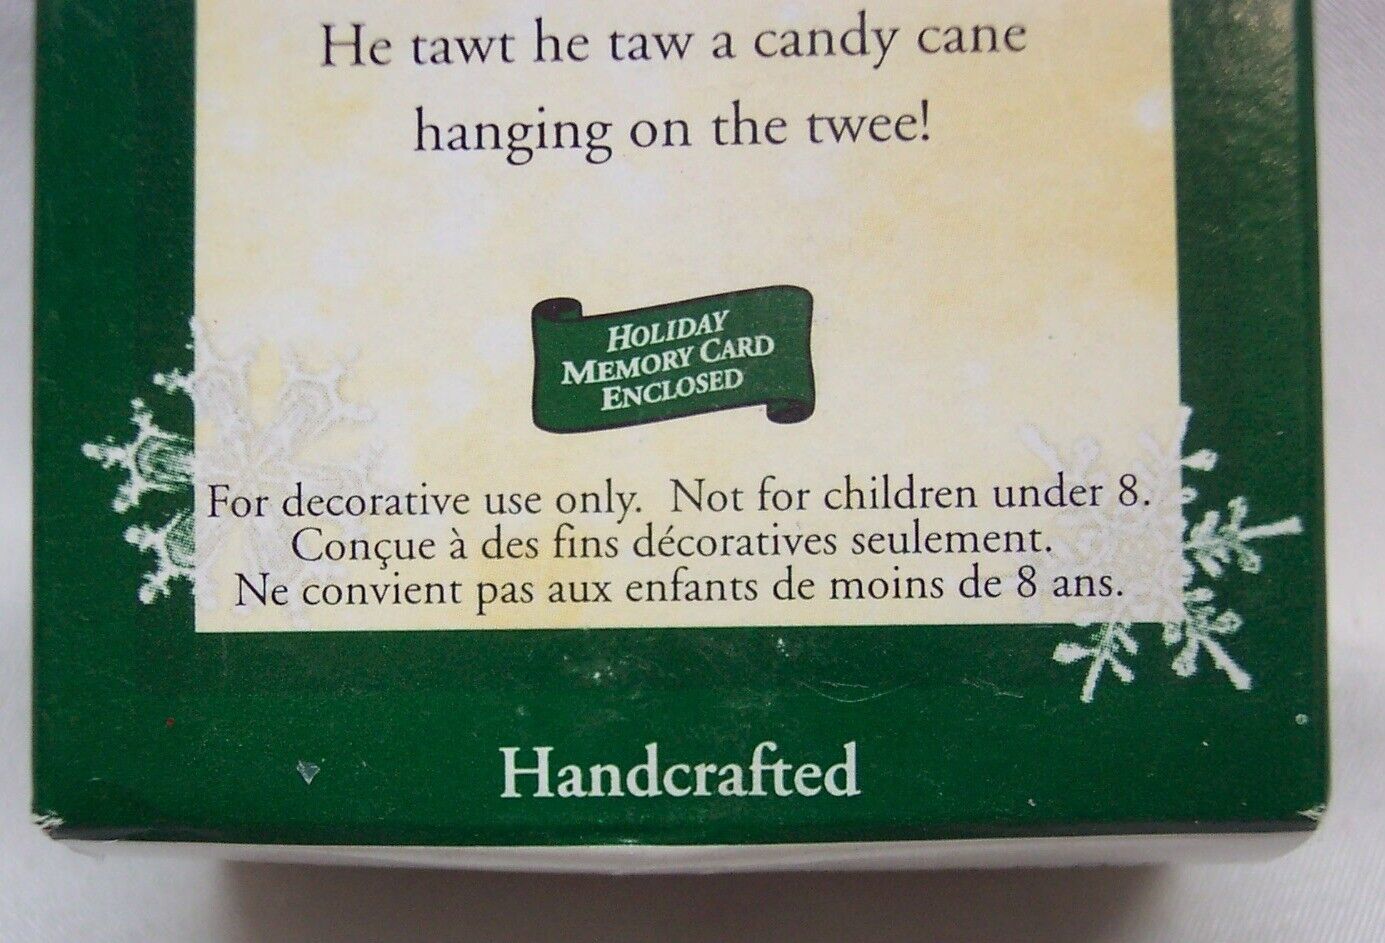 He tawt he taw a candy cane
hanging on the twee!
HOLIDAY
MEMORY CARD
ENCLOSED
For decorative use only. Not for children under 8.
Conçue à des fins décoratives seulement.
Ne convient pas aux enfants de moins de 8 ans.
Handcrafted